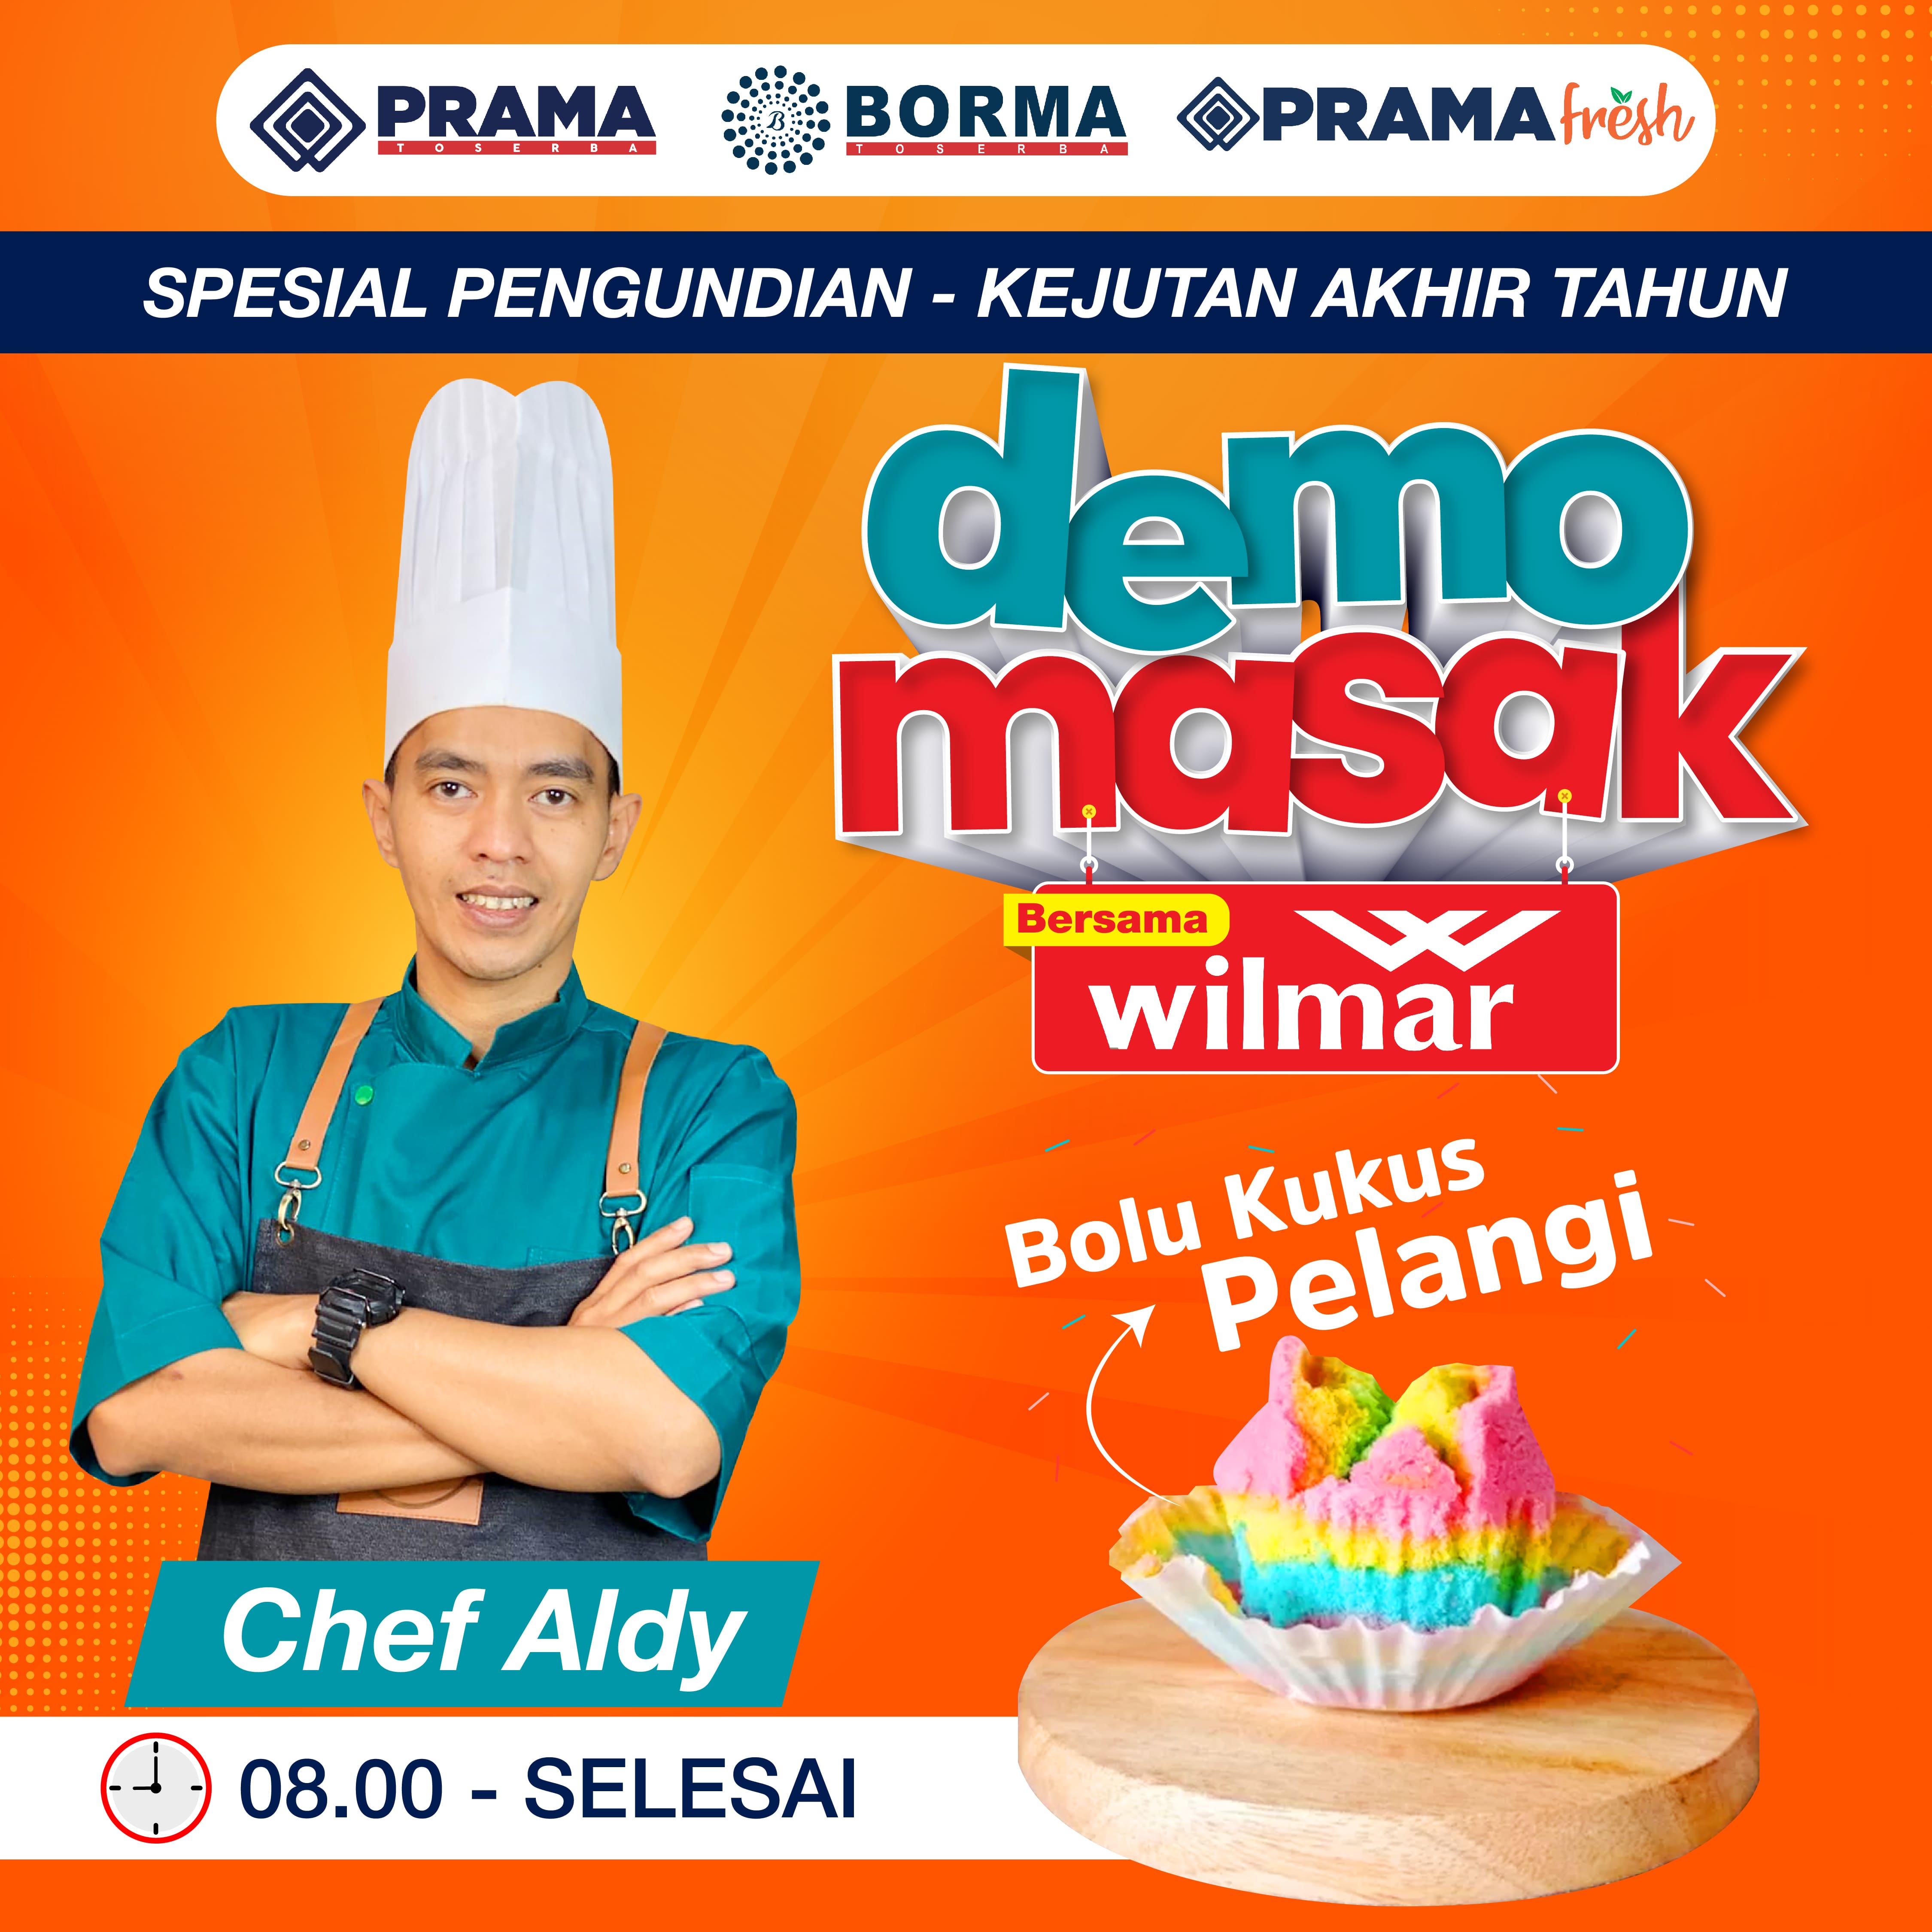 PRAMA
TOSERBA
B
BORMA
TOSERBA
PRAMA fresh
SPESIAL PENGUNDIAN - KEJUTAN AKHIR TAHUN
demo
masak
Bersama
wilmar
Bolu Kukus
Pelangi
Chef Aldy
08.00 - SELESAI